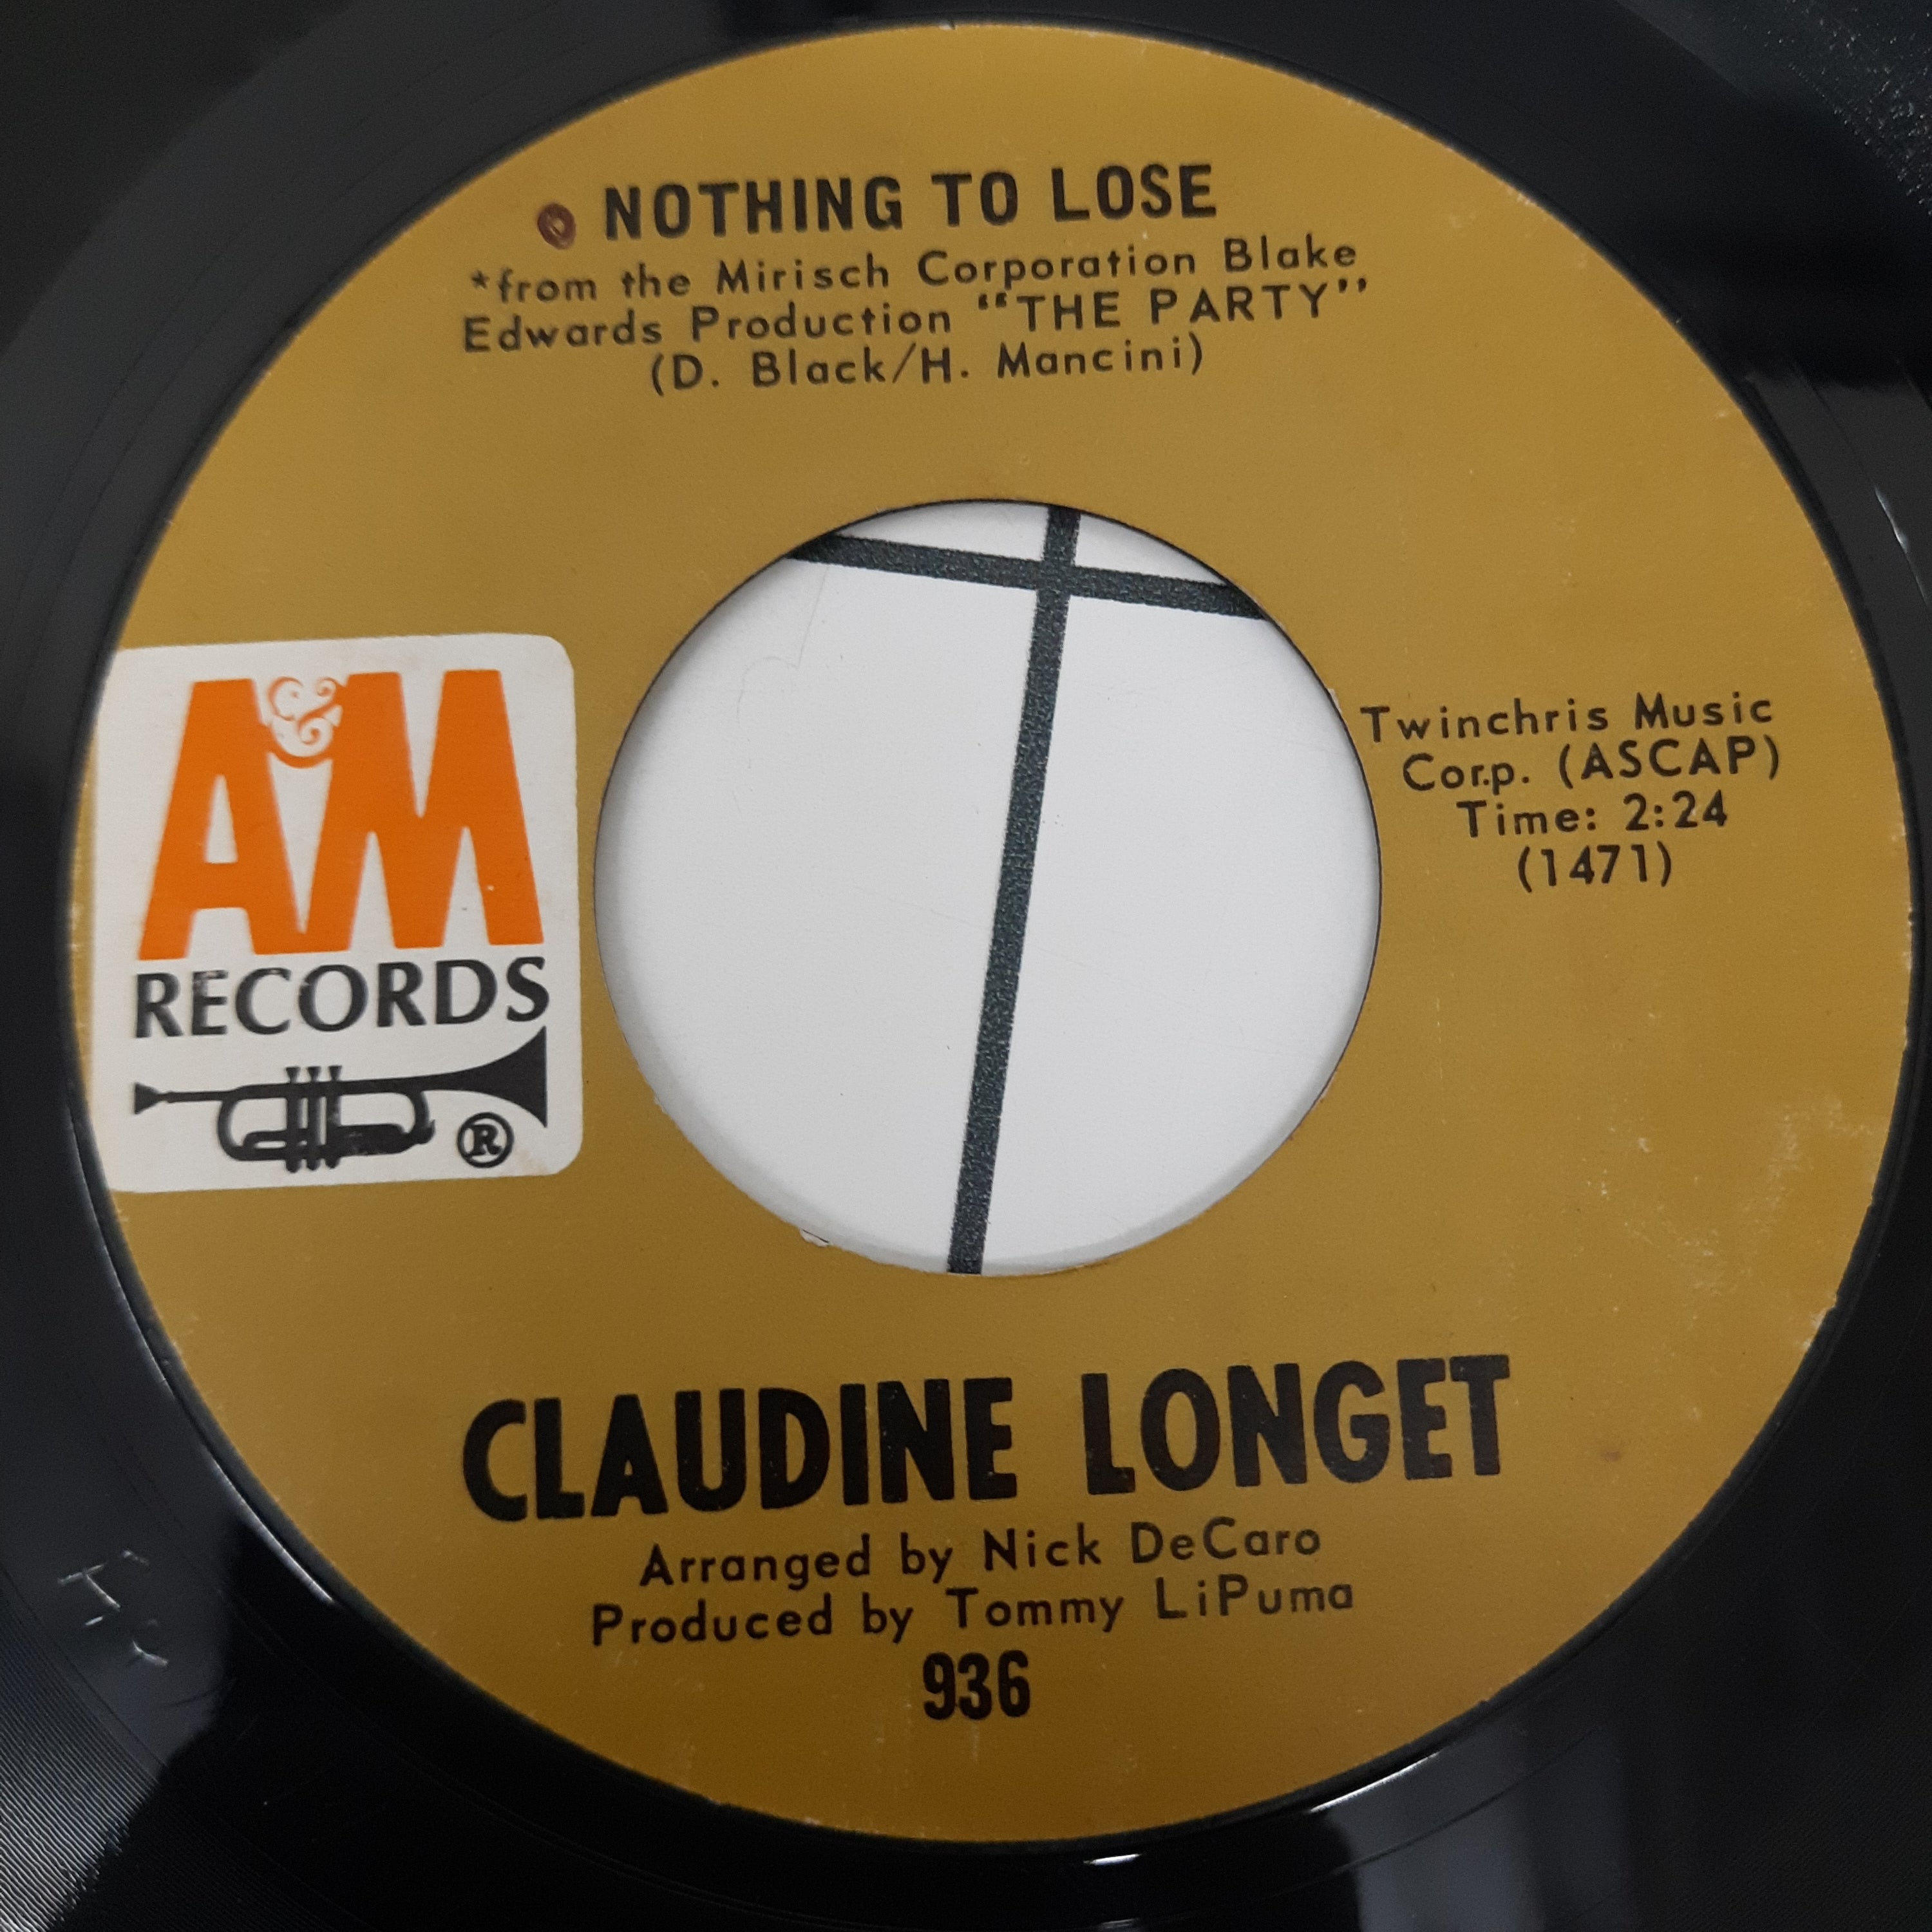 NOTHING TO LOSE
*from the Mirisch Corporation Blake
Edwards Production "THE PARTY"
(D. Black/H. Mancini)
A&M
RECORDS
®
Twinchris Music
Corp. (ASCAP)
Time: 2:24
(1471)
CLAUDINE LONGET
Arranged by Nick DeCaro
Produced by Tommy LiPuma
936